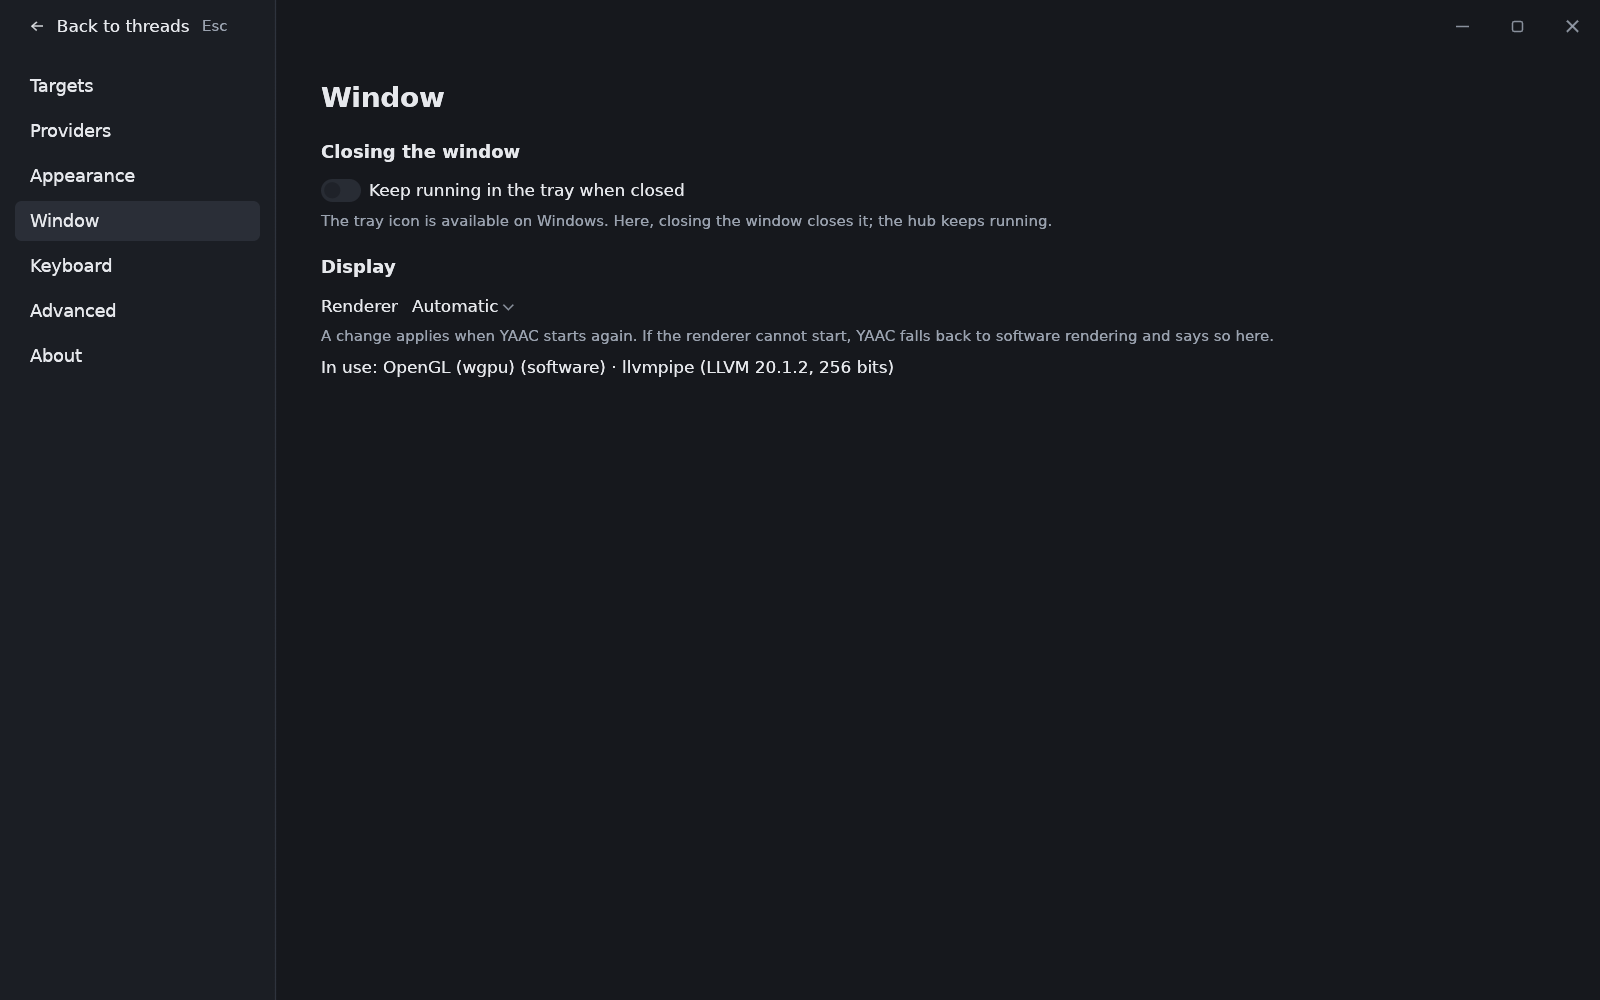 Back to threads Esc
Targets
Providers
Appearance
Window
Keyboard
Advanced
About
Window
Closing the window
Keep running in the tray when closed
The tray icon is available on Windows. Here, closing the window closes it; the hub keeps running.
Display
Renderer Automatic
A change applies when YAAC starts again. If the renderer cannot start, YAAC falls back to software rendering and says so here.
In use: OpenGL (wgpu) (software) · llvmpipe (LLVM 20.1.2, 256 bits)